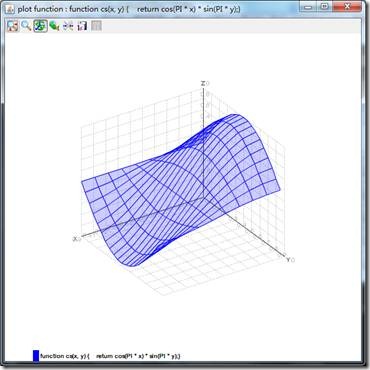 plot function : function cs(x, y) { return cos(PI * x) * sin(PI * y);}
Z
X
Y
function cs(x, y) { return cos(PI * x) * sin(PI * y);}